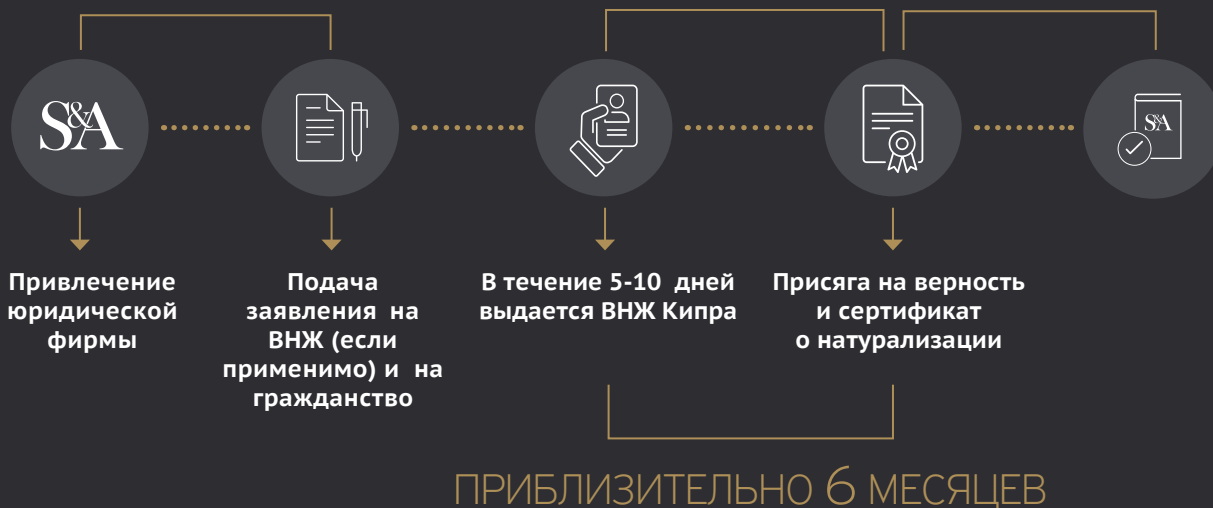 S&A
S&A
Привлечение
юридической
фирмы
Подача
заявления на
ВНЖ (если
применимо) и на
гражданство
В течение 5-10 дней
выдается ВНЖ Кипра
Присяга на верность
и сертификат
о натурализации
ПРИБЛИЗИТЕЛЬНО 6 МЕСЯЦЕВ